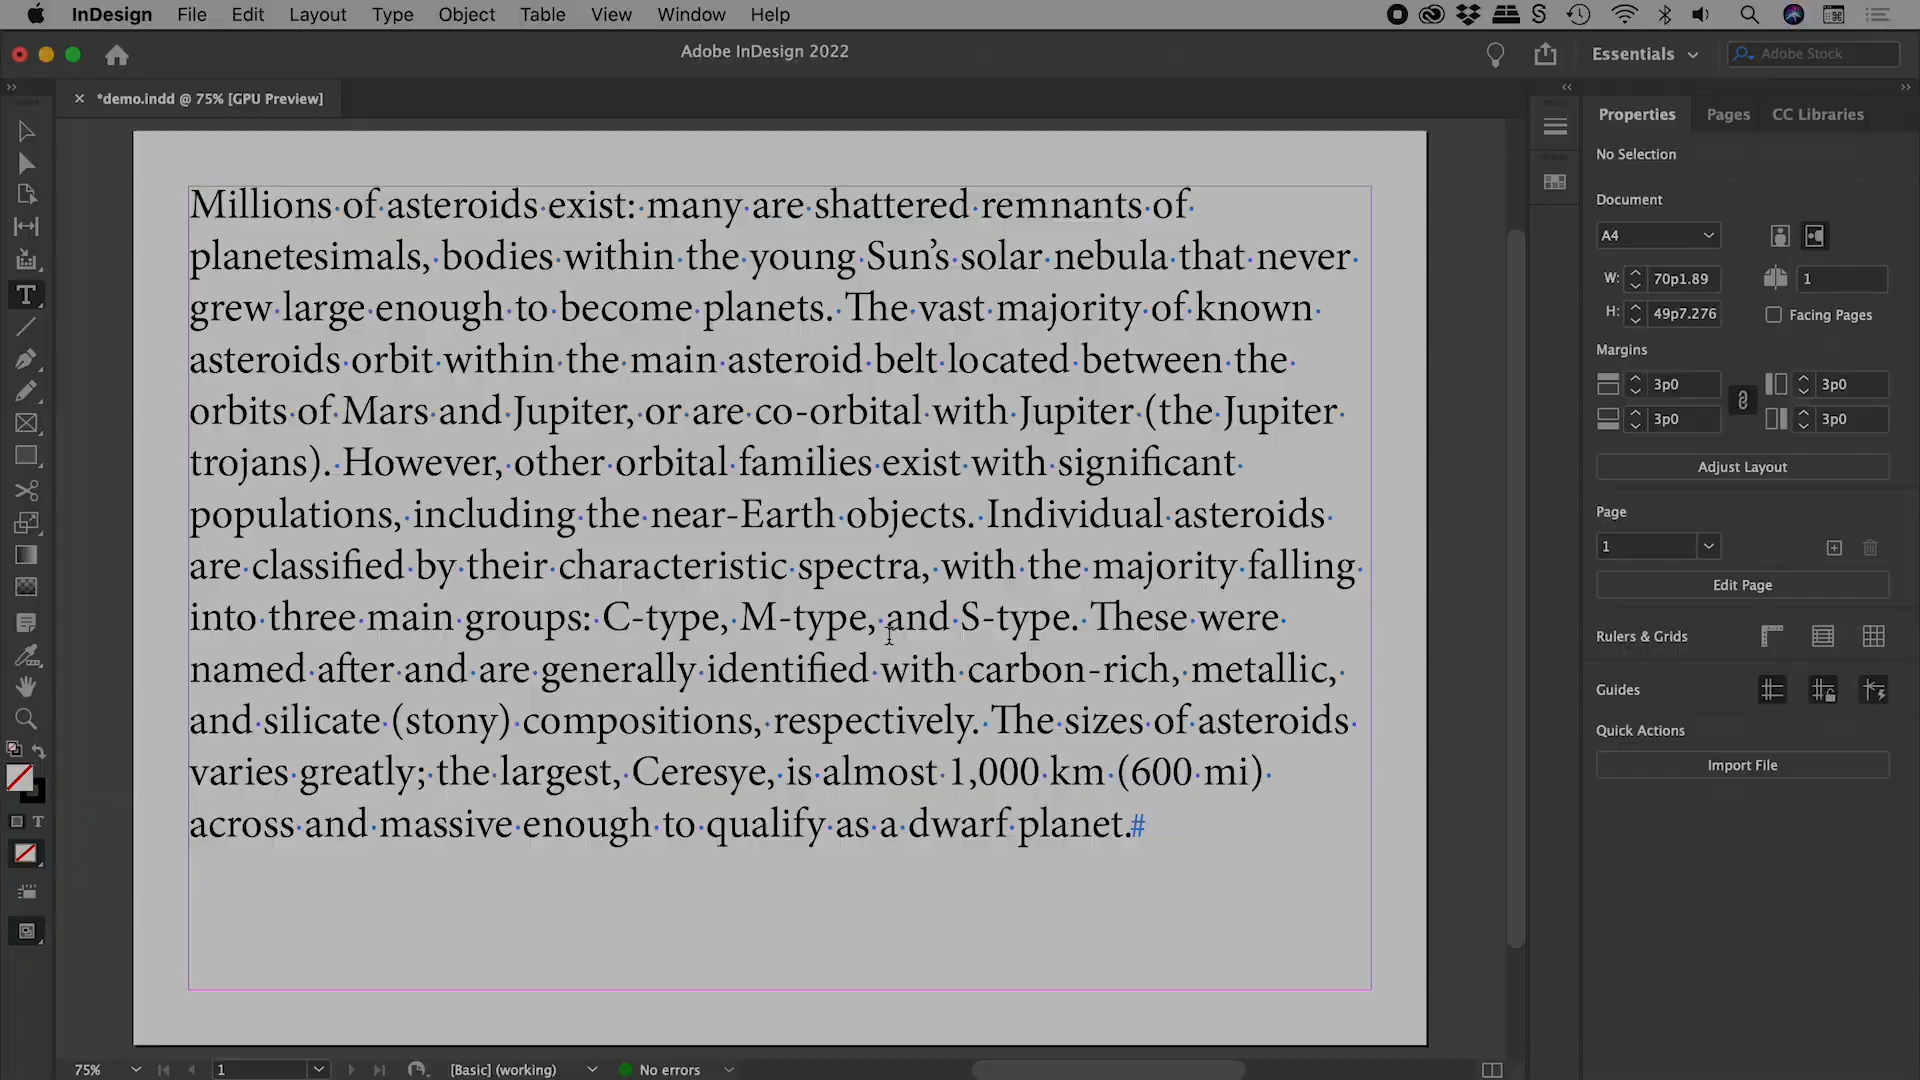 InDesign File Edit Layout Type Object Table View Window Help
Adobe InDesign 2022
Essentials
Adobe Stock
*demo.indd @ 75% [GPU Preview]
Millions of asteroids exist: many are shattered remnants of
planetesimals, bodies within the young Sun’s solar nebula that never
grew large enough to become planets. The vast majority of known
asteroids orbit within the main asteroid belt located between the
orbits of Mars and Jupiter, or are co-orbital with Jupiter (the Jupiter
trojans). However, other orbital families exist with significant
populations, including the near-Earth objects. Individual asteroids
are classified by their characteristic spectra, with the majority falling
into three main groups: C-type, M-type, and S-type. These were
named after and are generally identified with carbon-rich, metallic,
and silicate (stony) compositions, respectively. The sizes of asteroids
varies greatly; the largest, Ceresye, is almost 1,000 km (600 mi)
across and massive enough to qualify as a dwarf planet.#
Properties Pages CC Libraries
No Selection
Document
A4
W: 70p1.89 1
H: 49p7.276 Facing Pages
Margins
3p0 3p0
3p0 3p0
Adjust Layout
Page
1
Edit Page
Rulers & Grids
Guides
Quick Actions
Import File
75% 1 [Basic] (working) No errors